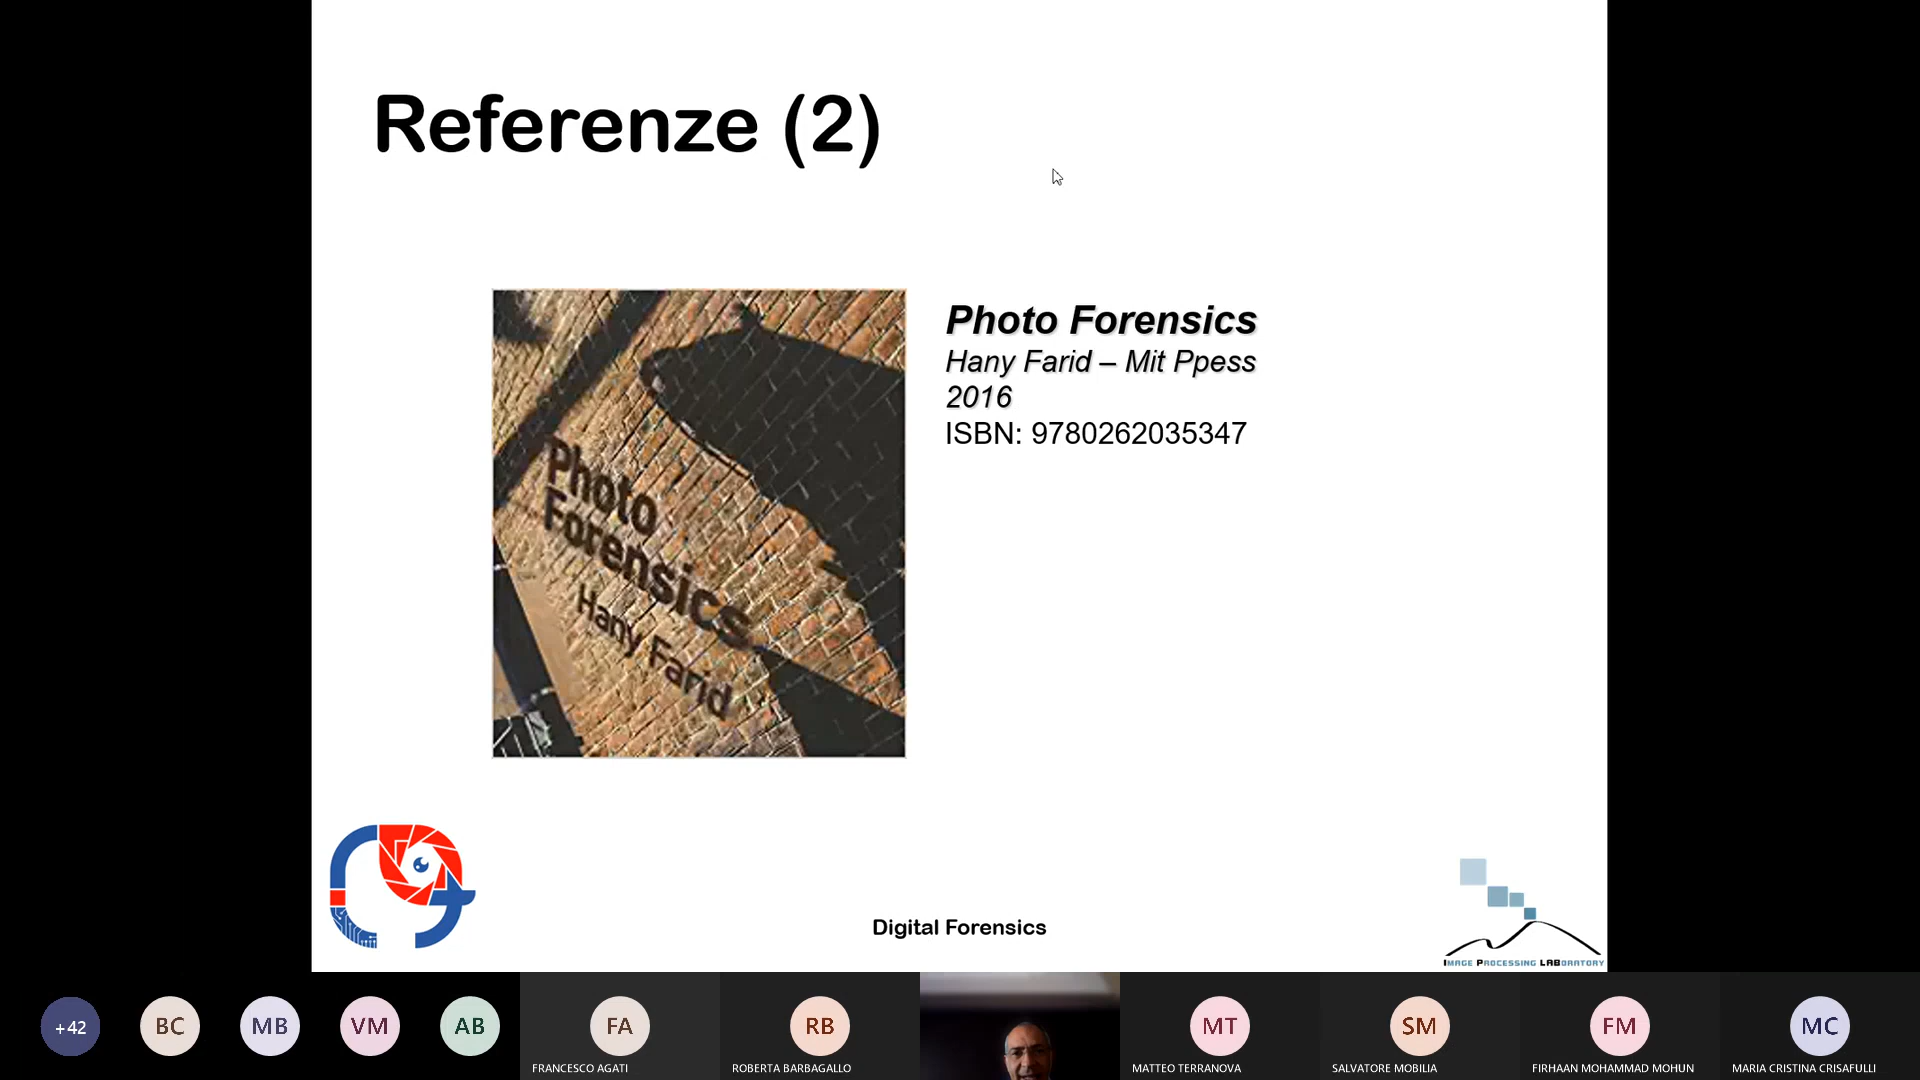 Referenze (2)
Photo
Forensics
Hany Farid
Photo Forensics
Hany Farid – Mit Ppess
2016
ISBN: 9780262035347
Digital Forensics
IMAGE PROCESSING LABORATORY
+42
BC
MB
VM
AB
FA
RB
MT
SM
FM
MC
FRANCESCO AGATI
ROBERTA BARBAGALLO
MATTEO TERRANOVA
SALVATORE MOBILIA
FIRHAAN MOHAMMAD MOHUN
MARIA CRISTINA CRISAFULLI